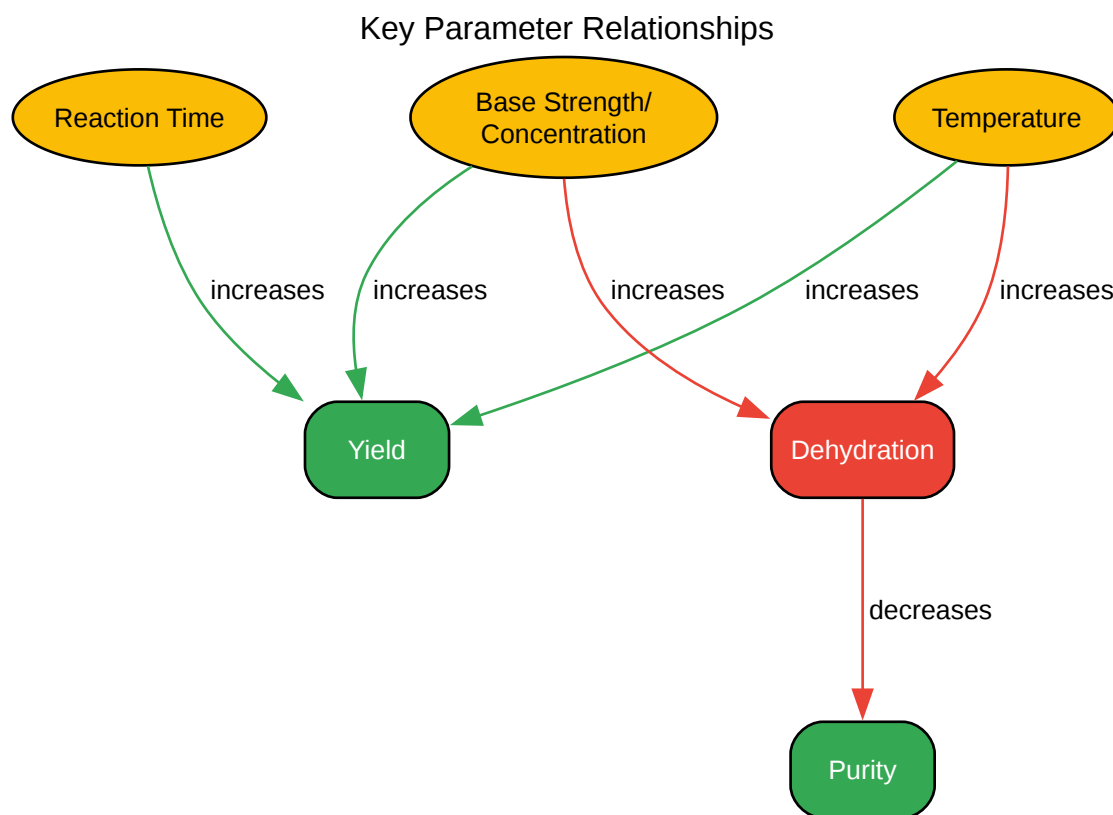 Key Parameter Relationships
Reaction Time
Base Strength/
Concentration
Temperature
increases
increases
increases
increases
increases
Yield
Dehydration
decreases
Purity